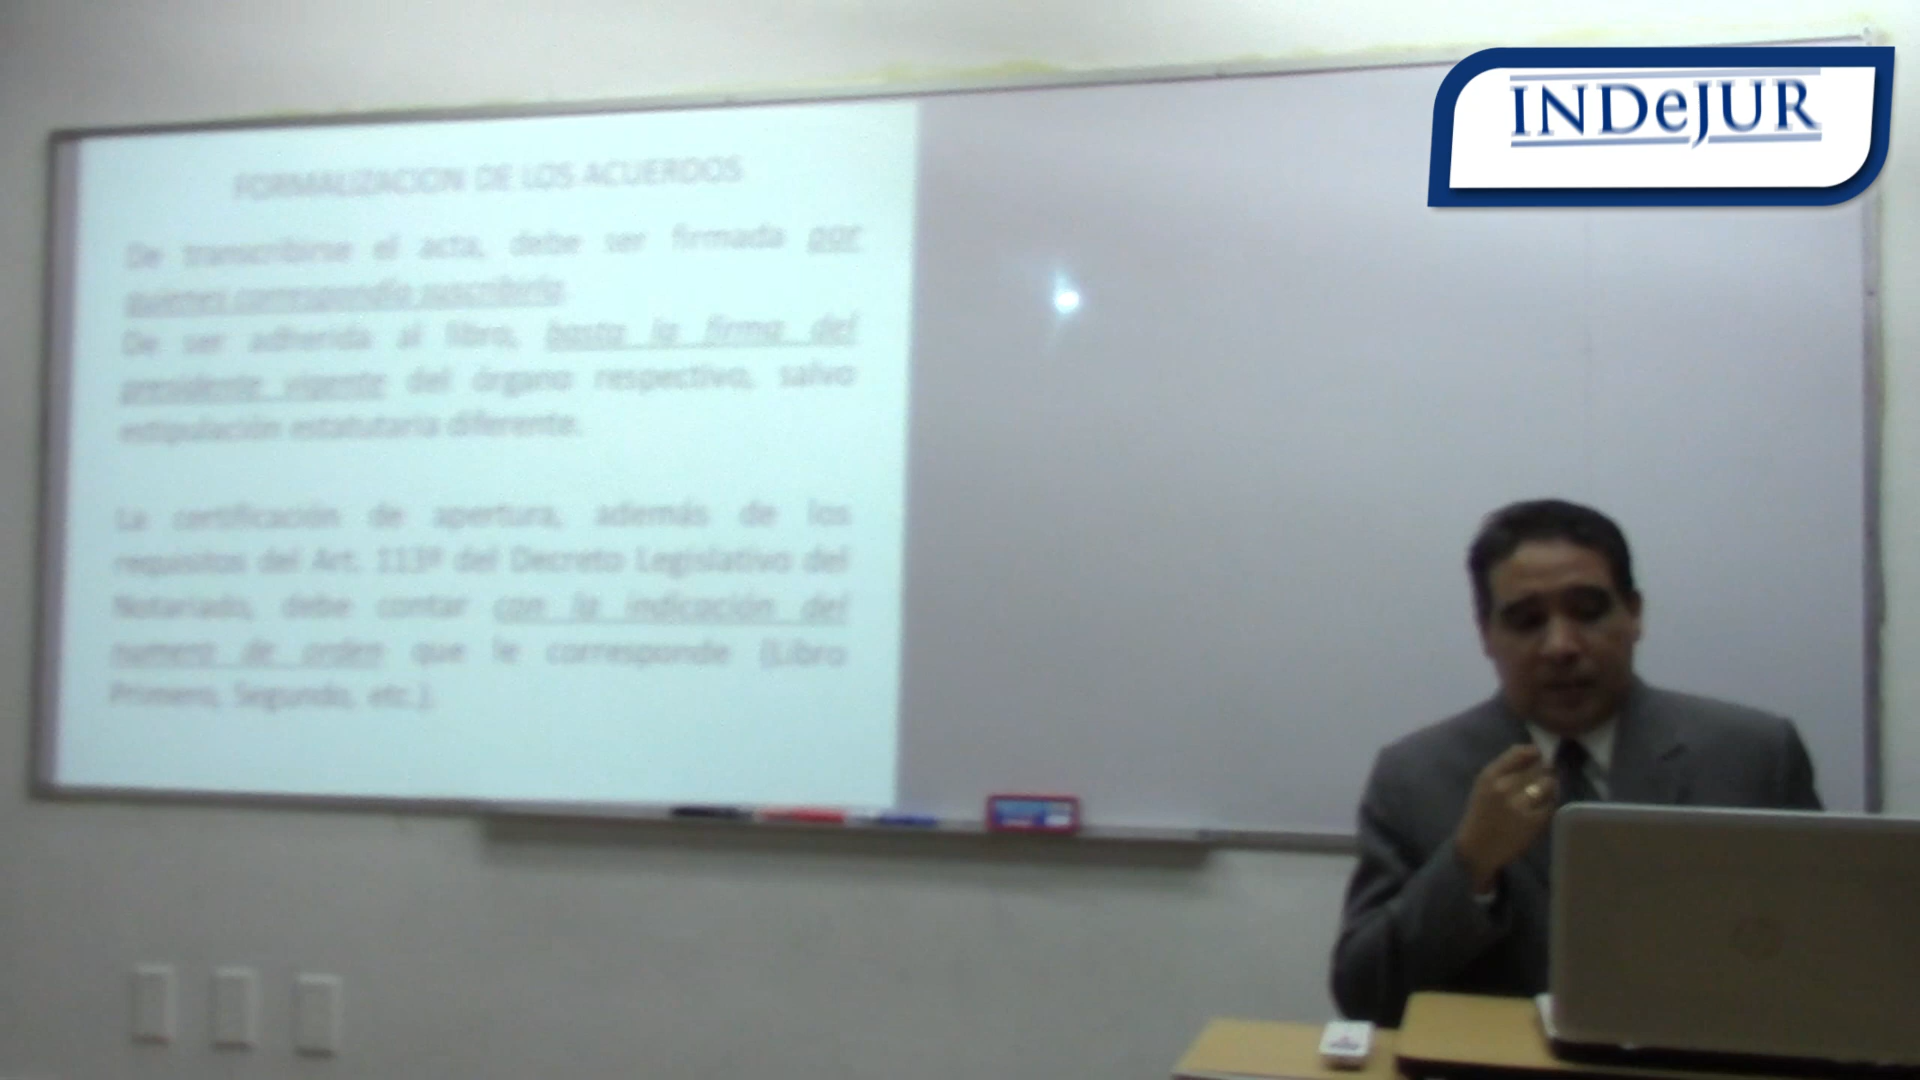 INDeJUR
FORMALIZACION DE LOS ACUERDOS
De transcribirse el acta, debe ser firmada por
quienes correspondía suscribirla.
De ser adherida al libro, basta la firma del
presidente vigente del órgano respectivo, salvo
estipulación estatutaria diferente.
La certificación de apertura, además de los
requisitos del Art. 113º del Decreto Legislativo del
Notariado, debe contar con la indicación del
numero de orden que le corresponde (Libro
Primero, Segundo, etc.).